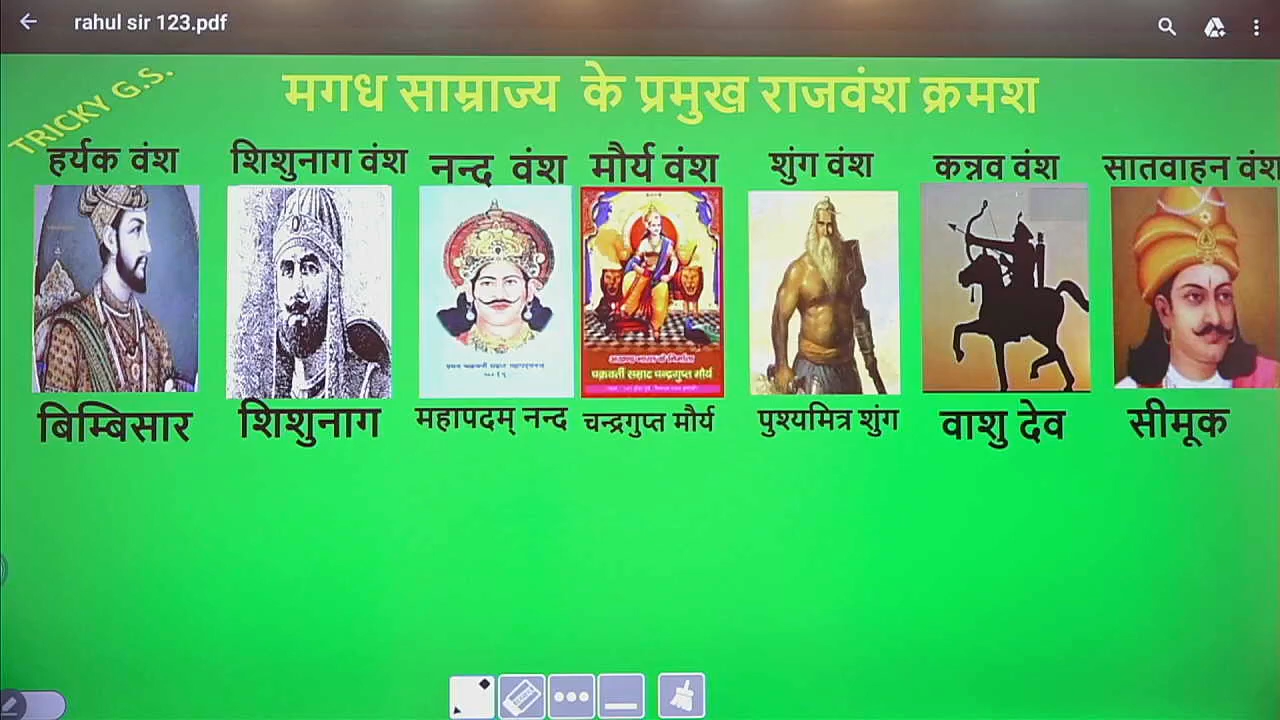 rahul sir 123.pdf
TRICKY G.S.
मगध साम्राज्य के प्रमुख राजवंश क्रमश
हर्यक वंश शिशुनाग वंश नन्द वंश मौर्य वंश शुंग वंश कन्नव वंश सातवाहन वंश
चक्रवर्ती सम्राट चन्द्रगुप्त मौर्य
बिम्बिसार शिशुनाग महापदम् नन्द चन्द्रगुप्त मौर्य पुश्यमित्र शुंग वाशु देव सीमूक